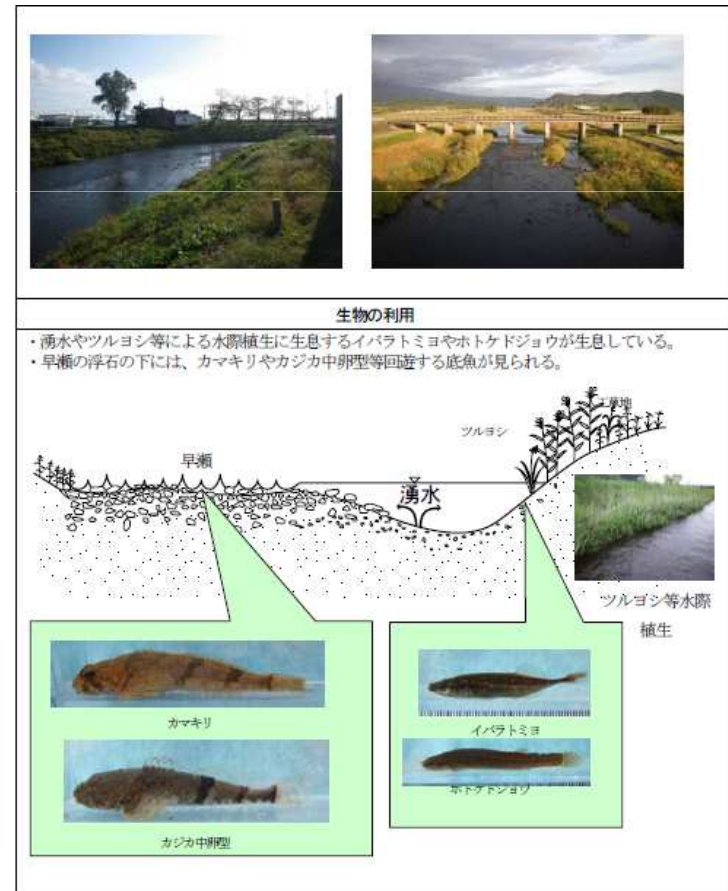 生物の利用
・湧水やツルヨシ等による水際植生に生息するイバラトミヨやホトケドジョウが生息している。
・早瀬の浮石の下には、カマキリやカジカ中卵型等回遊する底魚が見られる。
ツルヨシ
早瀬
湧水
ツルヨシ等水際
植生
カマキリ
イバラトミヨ
ホトケドジョウ
カジカ中卵型